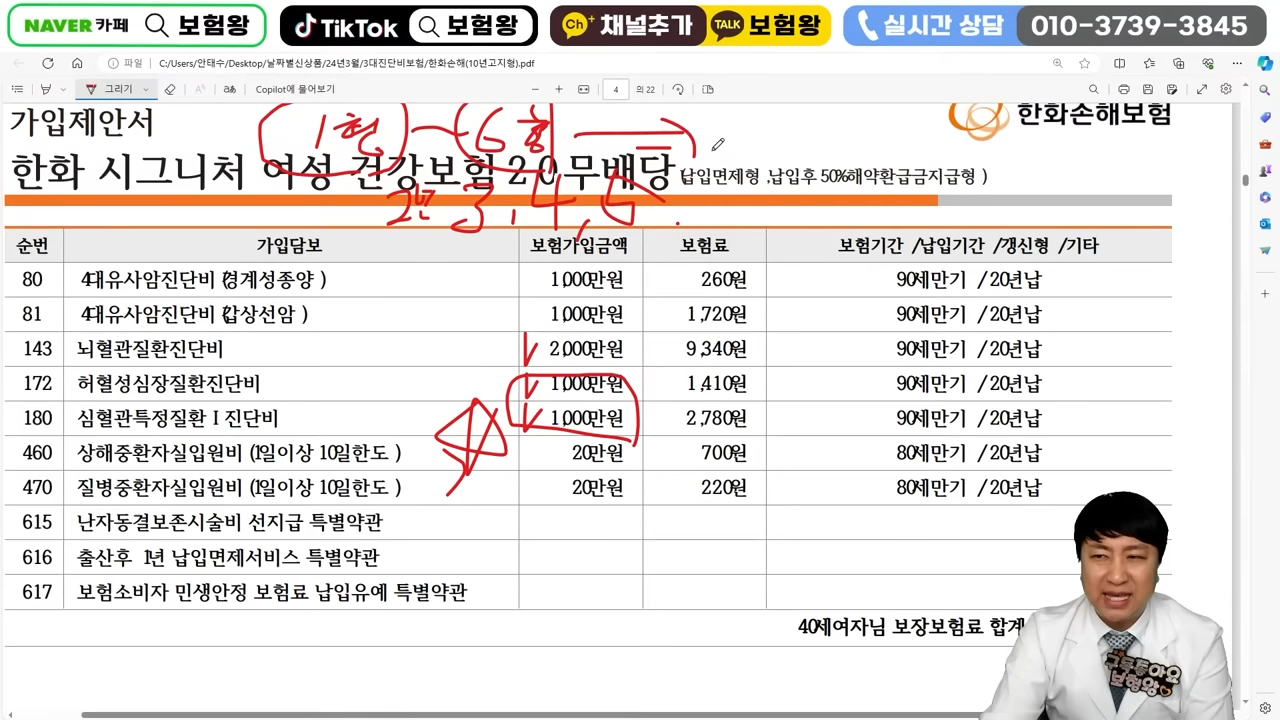 NAVER 카페 보험왕 TikTok 보험왕 Ch+ 채널추가 TALK 보험왕 실시간 상담 010-3739-3845
파일 C:/Users/안태수/Desktop/날짜별신상품/24년3월/3대진단비보험/한화손해(10년고지형).pdf
그리기 Copilot에 물어보기 4 의 22
가입제안서 1형 6형 한화손해보험
한화 시그니처 여성 건강보험 2.0 무배당 (납입면제형 ,납입후 50%해약환급금지급형 )
2년 3, 4, 5
순번 가입담보 보험가입금액 보험료 보험기간 /납입기간 /갱신형 /기타
80 4대유사암진단비 (경계성종양 ) 1,000만원 260원 90세만기 /20년납
81 4대유사암진단비 (갑상선암 ) 1,000만원 1,720원 90세만기 /20년납
143 뇌혈관질환진단비 2,000만원 9,340원 90세만기 /20년납
172 허혈성심장질환진단비 1,000만원 1,410원 90세만기 /20년납
180 심혈관특정질환 I 진단비 1,000만원 2,780원 90세만기 /20년납
460 상해중환자실입원비 (1일이상 10일한도 ) 20만원 700원 80세만기 /20년납
470 질병중환자실입원비 (1일이상 10일한도 ) 20만원 220원 80세만기 /20년납
615 난자동결보존시술비 선지급 특별약관
616 출산후 1년 납입면제서비스 특별약관
617 보험소비자 민생안정 보험료 납입유예 특별약관
40세여자님 보장보험료 합계
구독좋아요
보험왕